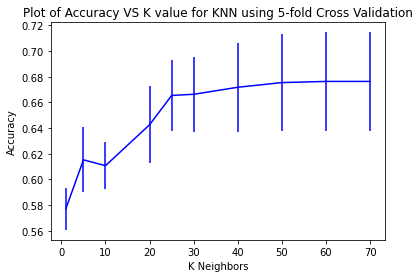 Plot of Accuracy VS K value for KNN using 5-fold Cross Validation
0.72
0.70
0.68
0.66
0.64
0.62
0.60
0.58
0.56
Accuracy
0 10 20 30 40 50 60 70
K Neighbors